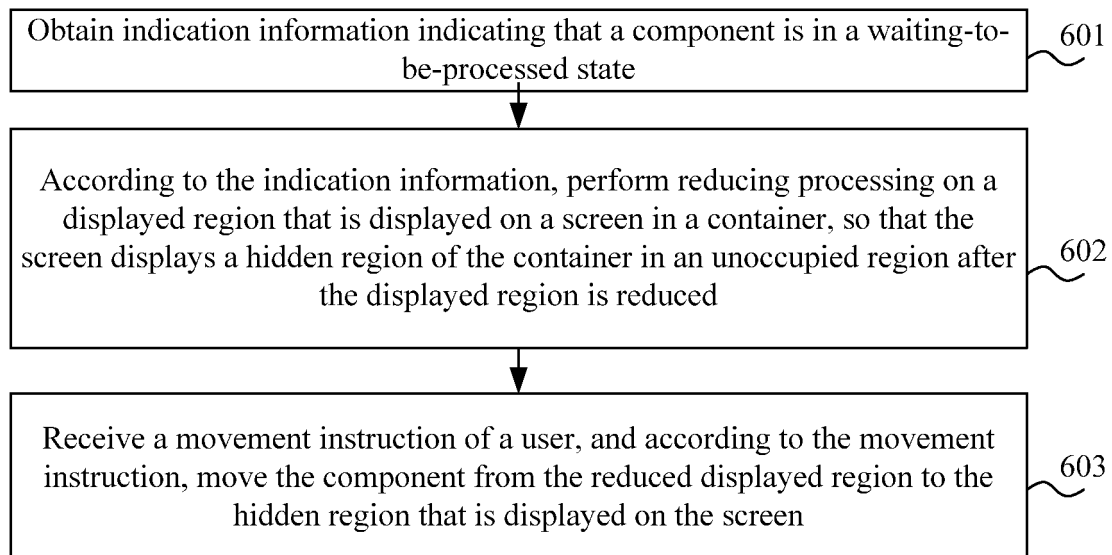 Obtain indication information indicating that a component is in a waiting-to-
be-processed state
601
According to the indication information, perform reducing processing on a
displayed region that is displayed on a screen in a container, so that the
screen displays a hidden region of the container in an unoccupied region after
the displayed region is reduced
602
Receive a movement instruction of a user, and according to the movement
instruction, move the component from the reduced displayed region to the
hidden region that is displayed on the screen
603